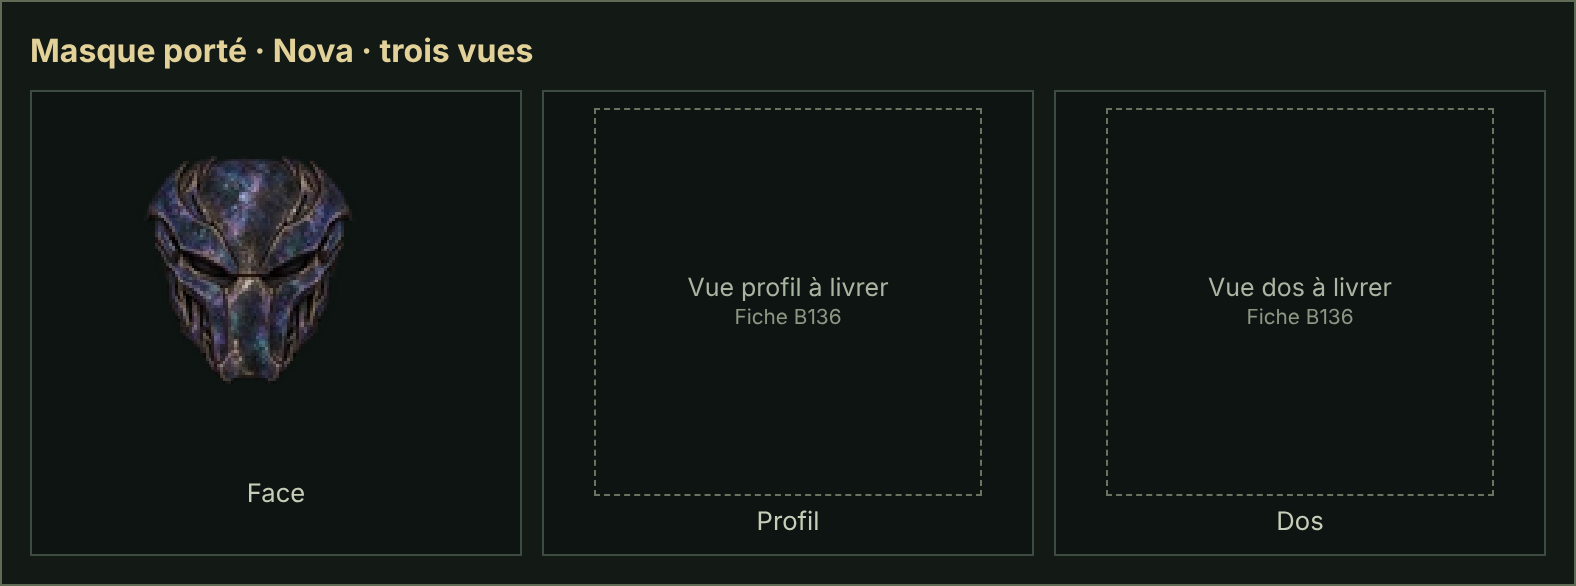 Masque porté · Nova · trois vues
Vue profil à livrer
Fiche B136
Vue dos à livrer
Fiche B136
Face
Profil
Dos